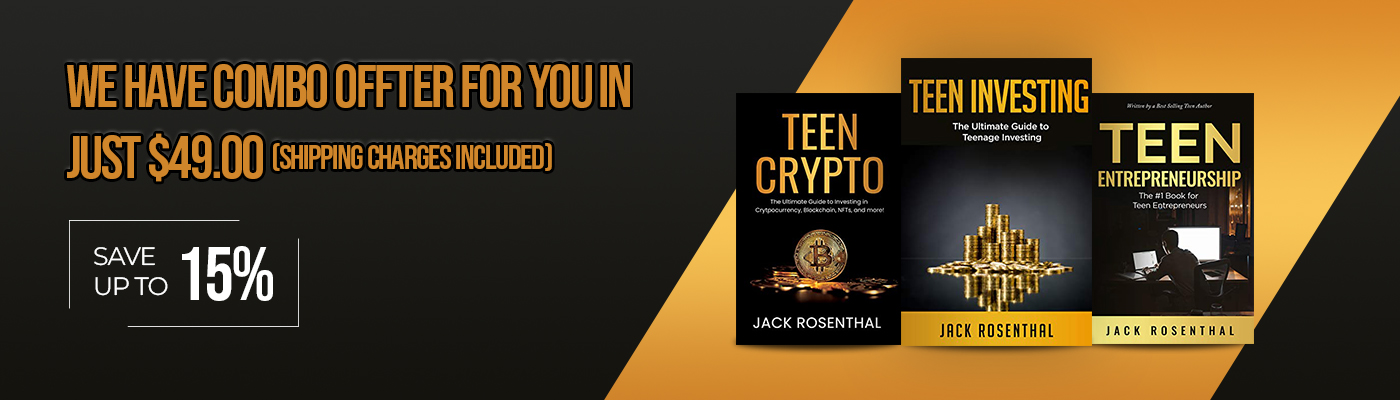 WE HAVE COMBO OFFTER FOR YOU IN
JUST $49.00 (SHIPPING CHARGES INCLUDED)
SAVE
UP TO 15%
TEEN
CRYPTO
The Ultimate Guide to Investing in
Crytpocurrency, Blockchain, NFTs, and more!
JACK ROSENTHAL
TEEN INVESTING
The Ultimate Guide to
Teenage Investing
JACK ROSENTHAL
Written by a Best Selling Teen Author
TEEN
ENTREPRENEURSHIP
The #1 Book for
Teen Entrepreneurs
JACK ROSENTHAL